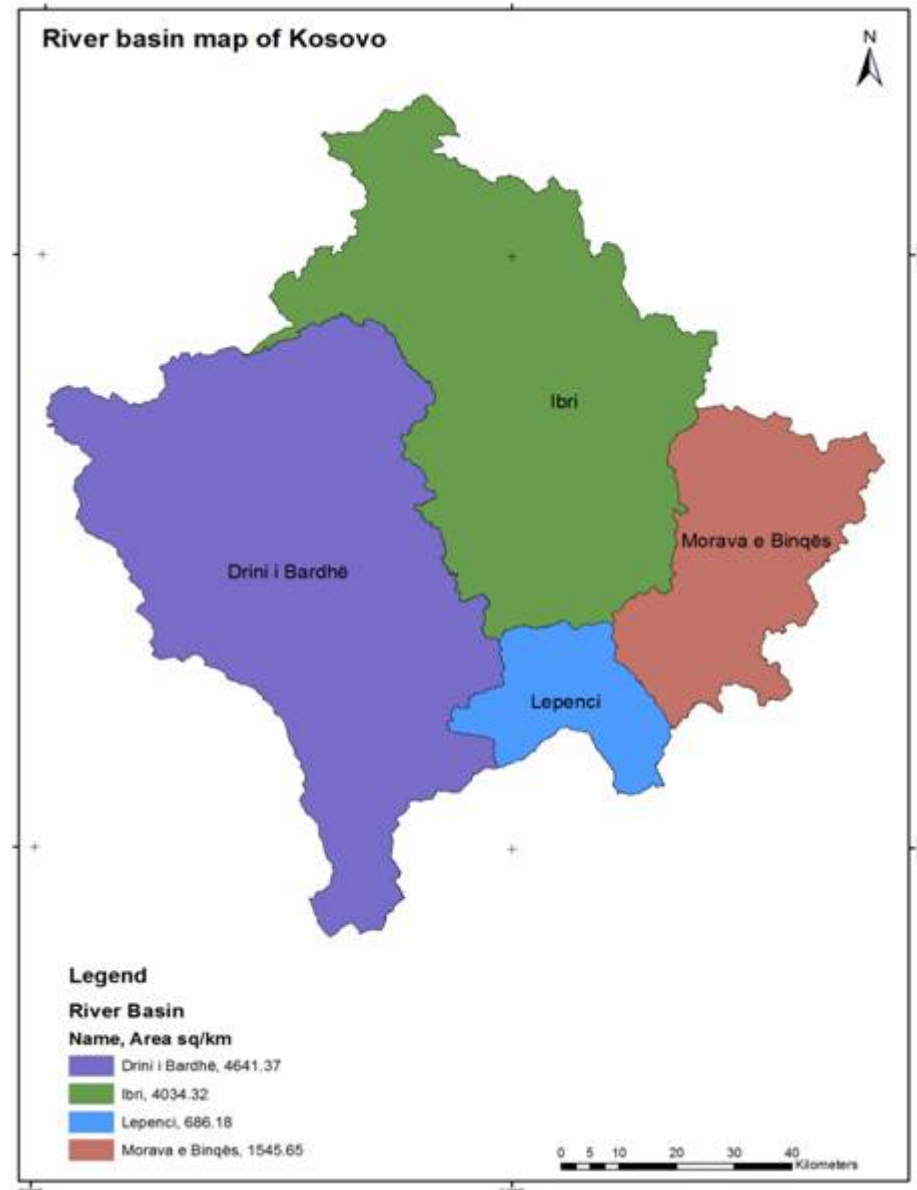 River basin map of Kosovo
N
Ibri
Morava e Binqës
Drini i Bardhë
Lepenci
Legend
River Basin
Name, Area sq/km
Drini i Bardhë, 4641.37
Ibri, 4034.32
Lepenci, 686.18
Morava e Binqës, 1545.65
0 5 10 20 30 40
Kilometers